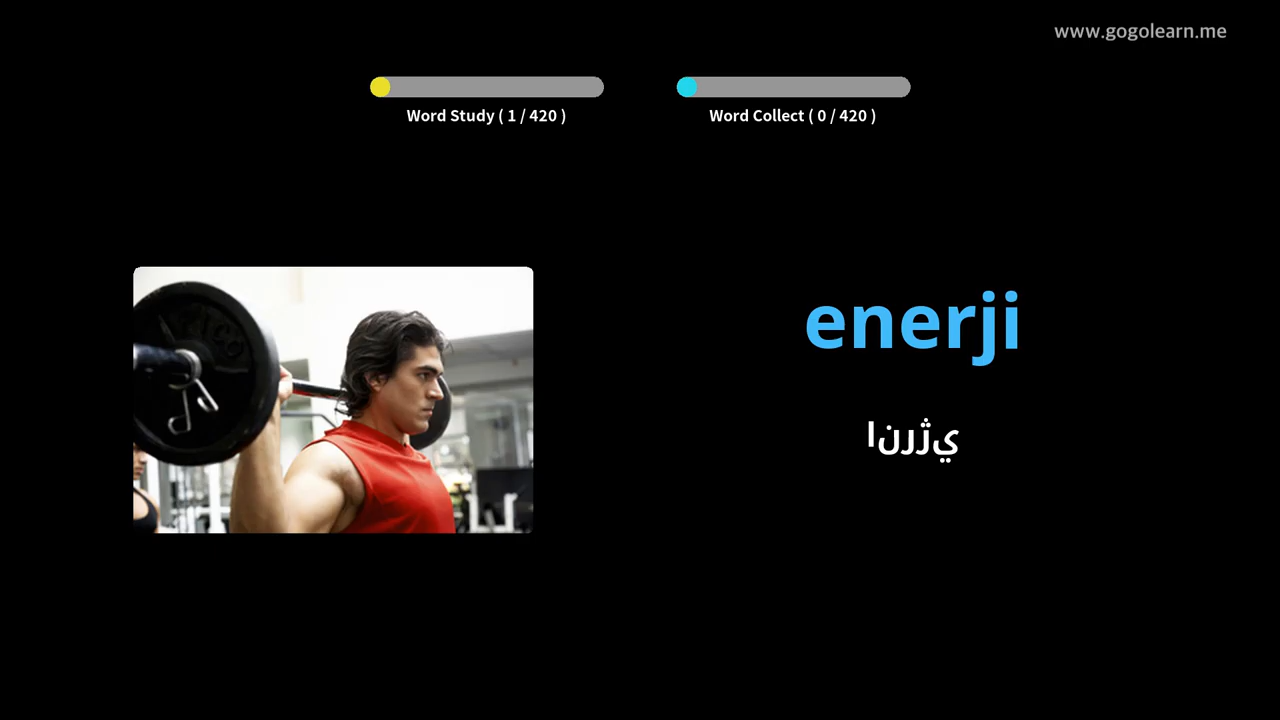 www.gogolearn.me
Word Study ( 1 / 420 )
Word Collect ( 0 / 420 )
enerji
انرژي